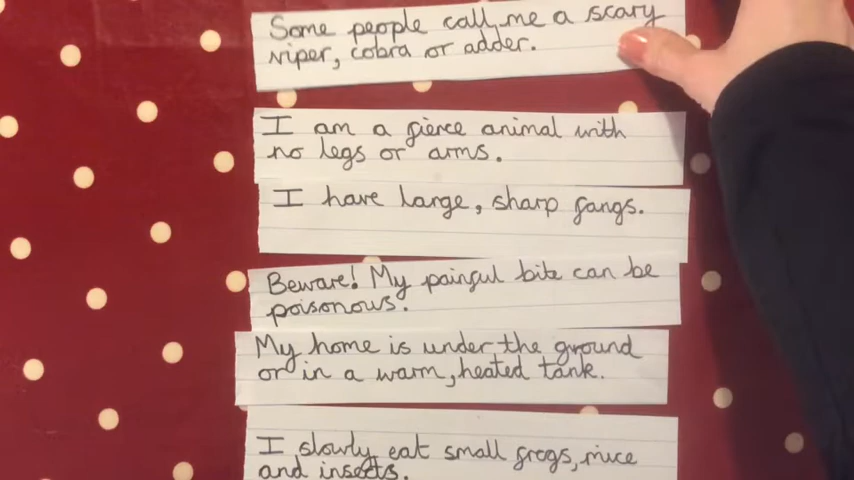 Some people call me a scary
viper, cobra or adder.
I am a fierce animal with
no legs or arms.
I have large, sharp fangs.
Beware! My painful bite can be
poisonous.
My home is under the ground
or in a warm, heated tank.
I slowly eat small frogs, mice
and insects.